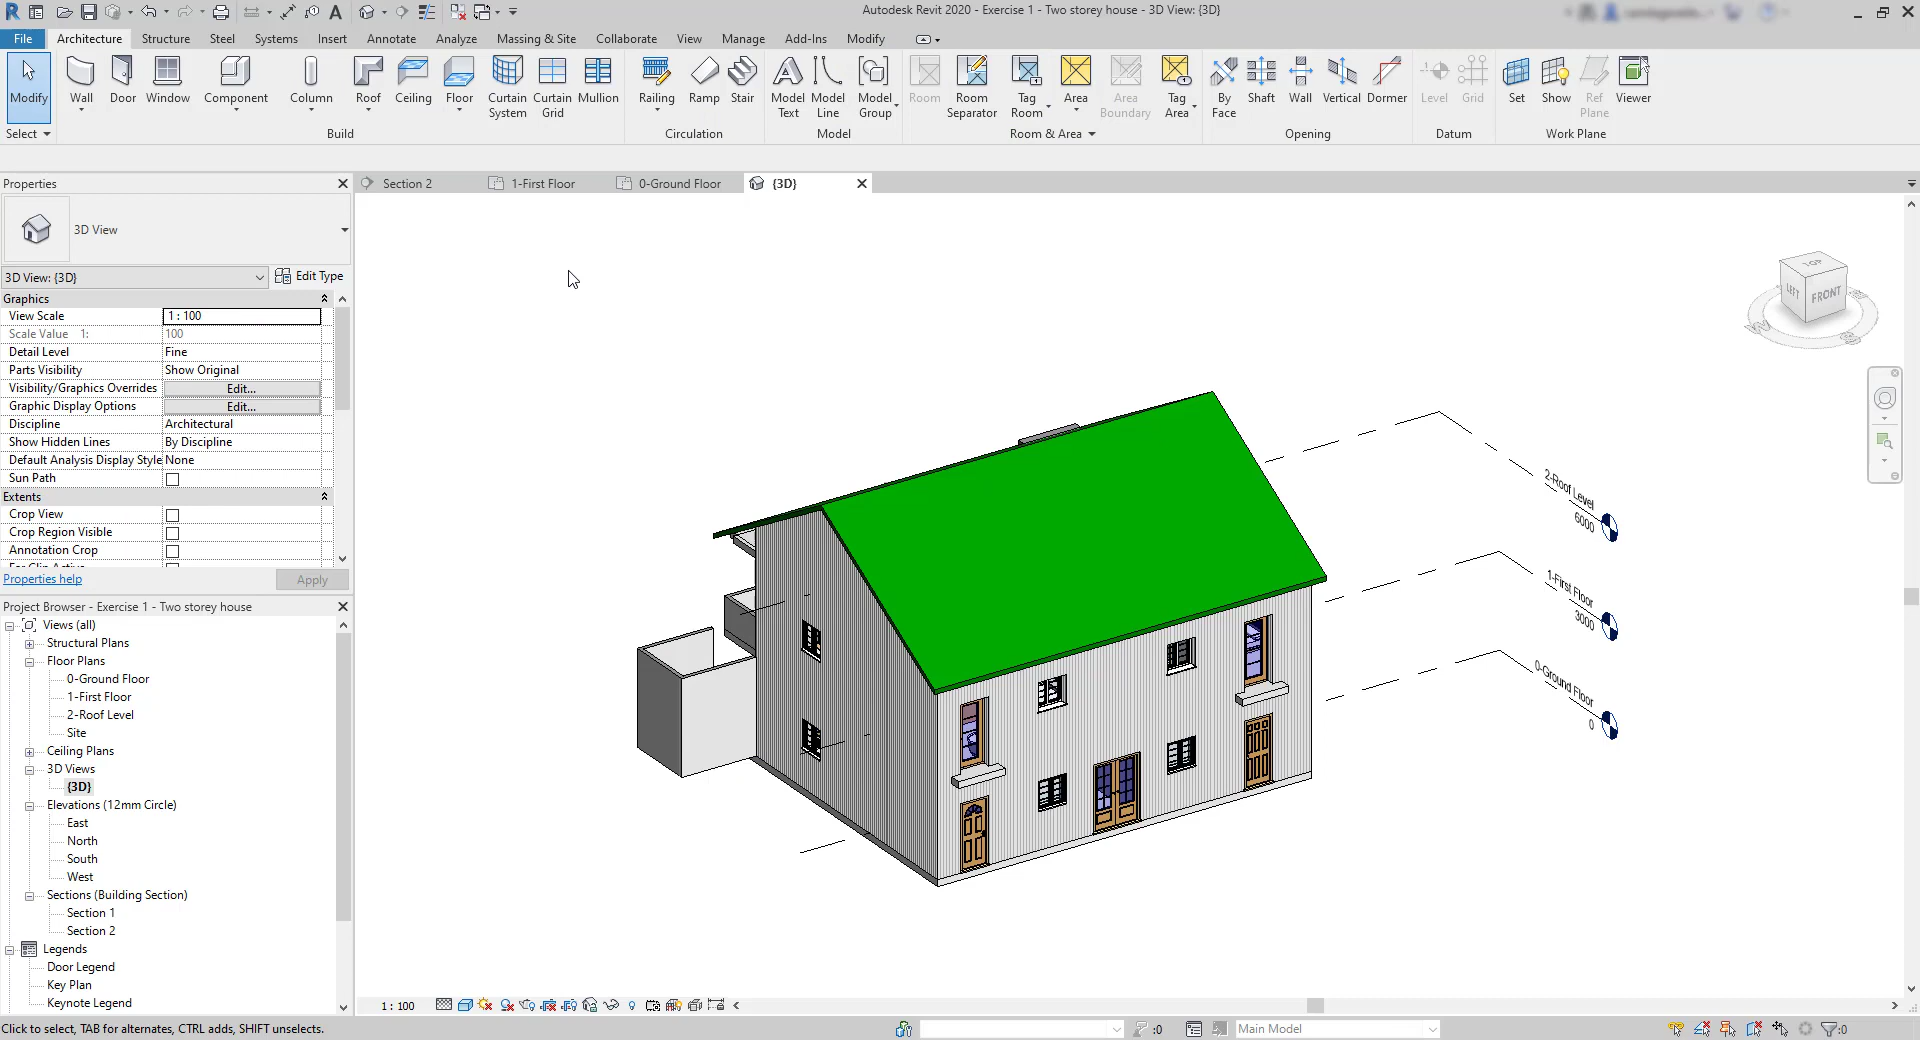 Autodesk Revit 2020 - Exercise 1 - Two storey house - 3D View: {3D}
File Architecture Structure Steel Systems Insert Annotate Analyze Massing & Site Collaborate View Manage Add-Ins Modify
Modify Wall Door Window Component Column Roof Ceiling Floor Curtain System Curtain Grid Mullion Railing Ramp Stair Model Text Model Line Model Group Room Room Separator Tag Room Area Area Boundary Tag Area By Face Shaft Wall Vertical Dormer Level Grid Set Show Ref Plane Viewer
Select Build Circulation Model Room & Area Opening Datum Work Plane
Properties
Section 2 1-First Floor 0-Ground Floor {3D}
3D View
3D View: {3D} Edit Type
Graphics
View Scale 1 : 100
Scale Value 1: 100
Detail Level Fine
Parts Visibility Show Original
Visibility/Graphics Overrides Edit...
Graphic Display Options Edit...
Discipline Architectural
Show Hidden Lines By Discipline
Default Analysis Display Style None
Sun Path
Extents
Crop View
Crop Region Visible
Annotation Crop
Properties help Apply
Project Browser - Exercise 1 - Two storey house
Views (all)
Structural Plans
Floor Plans
0-Ground Floor
1-First Floor
2-Roof Level
Site
Ceiling Plans
3D Views
{3D}
Elevations (12mm Circle)
East
North
South
West
Sections (Building Section)
Section 1
Section 2
Legends
Door Legend
Key Plan
Keynote Legend
TOP
LEFT FRONT
W
2-Roof Level
6000
1-First Floor
3000
0-Ground Floor
0
1 : 100
Click to select, TAB for alternates, CTRL adds, SHIFT unselects.
:0
Main Model
:0